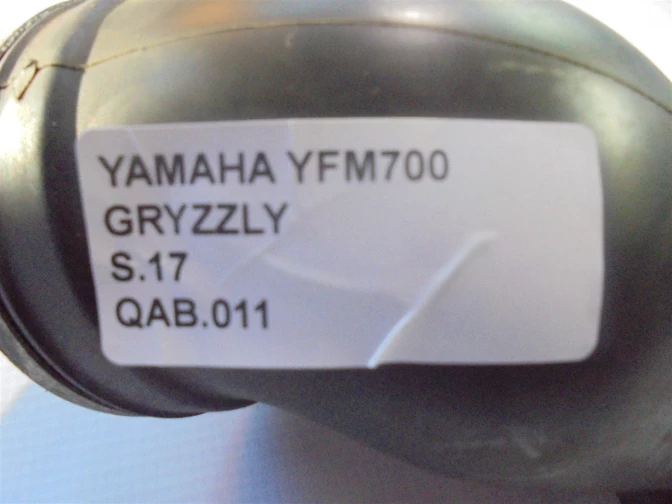 YAMAHA YFM700
GRYZZLY
S.17
QAB.011